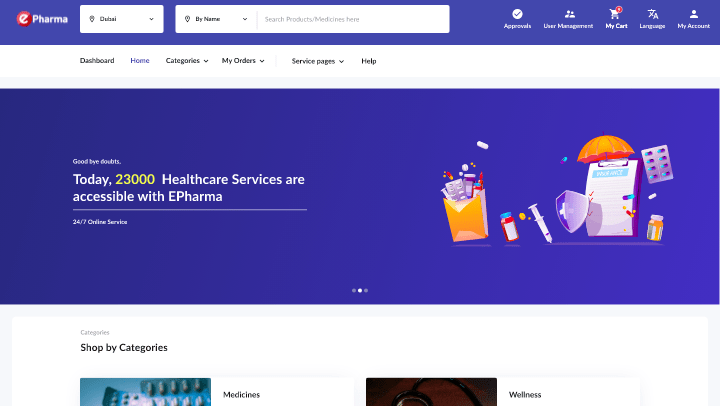 ePharma
Dubai
By Name
Search Products/Medicines here
Approvals
User Management
9
My Cart
Language
My Account
Dashboard
Home
Categories
My Orders
Service pages
Help
Good bye doubts,
Today, 23000 Healthcare Services are
accessible with EPharma
24/7 Online Service
Categories
Shop by Categories
Medicines
Wellness